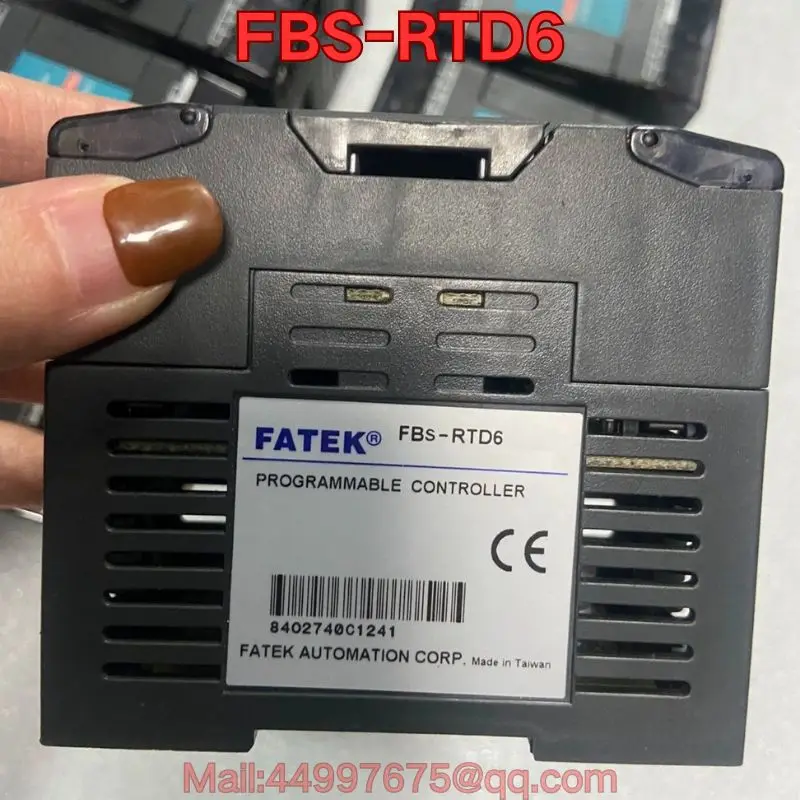 FBS-RTD6
FATEK® FBs-RTD6
PROGRAMMABLE CONTROLLER
CE
8402740C1241
FATEK AUTOMATION CORP. Made in Taiwan
Mail:44997675@qq.com